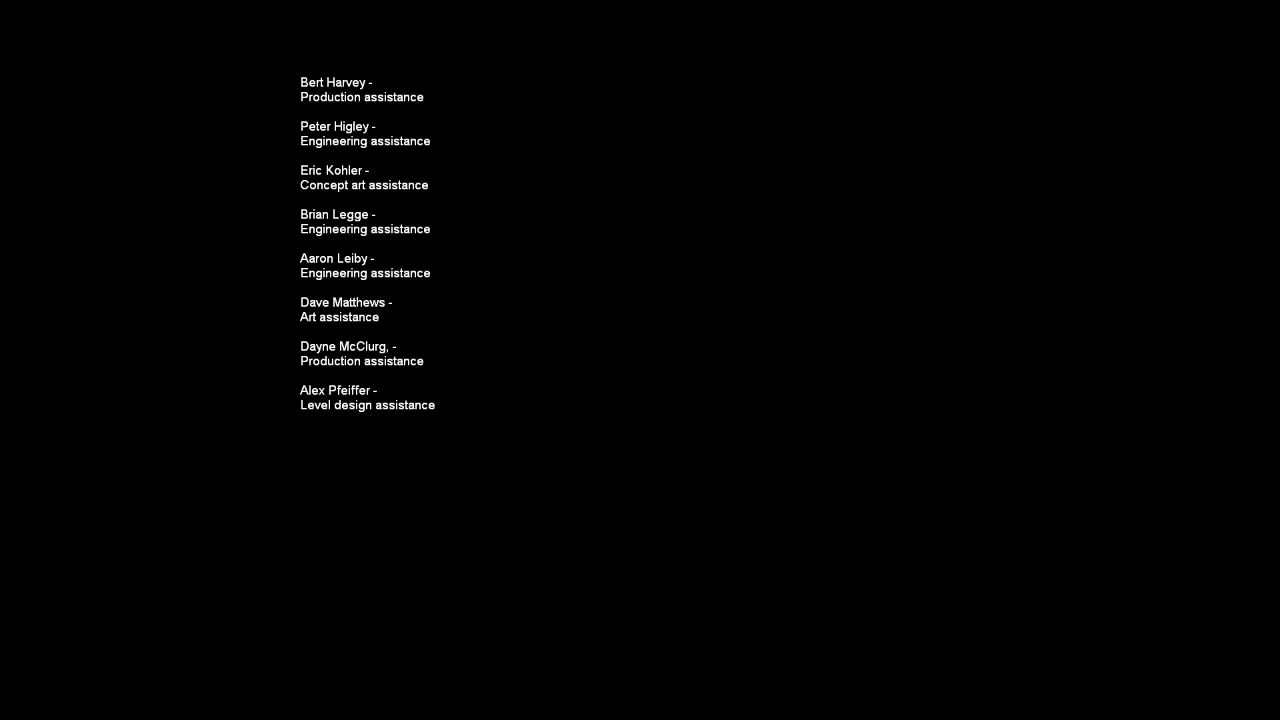 Bert Harvey -
Production assistance
Peter Higley -
Engineering assistance
Eric Kohler -
Concept art assistance
Brian Legge -
Engineering assistance
Aaron Leiby -
Engineering assistance
Dave Matthews -
Art assistance
Dayne McClurg, -
Production assistance
Alex Pfeiffer -
Level design assistance